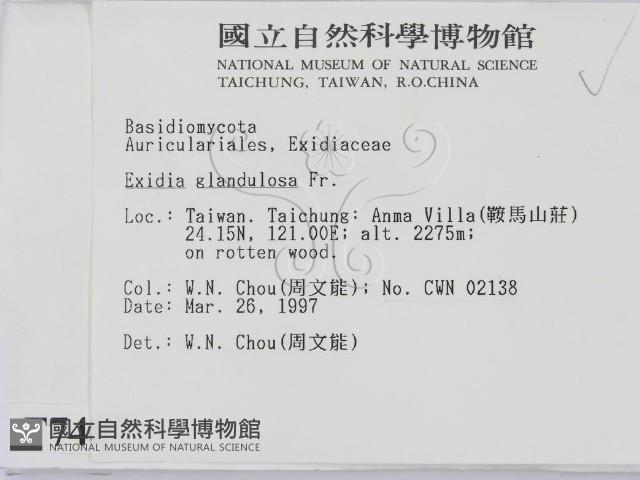 國立自然科學博物館
NATIONAL MUSEUM OF NATURAL SCIENCE
TAICHUNG, TAIWAN, R.O.CHINA
Basidiomycota
Auriculariales, Exidiaceae
Exidia glandulosa Fr.
Loc.: Taiwan. Taichung: Anma Villa(鞍馬山莊)
24.15N, 121.00E; alt. 2275m;
on rotten wood.
Col.: W.N. Chou(周文能); No. CWN 02138
Date: Mar. 26, 1997
Det.: W.N. Chou(周文能)
國立自然科學博物館
NATIONAL MUSEUM OF NATURAL SCIENCE